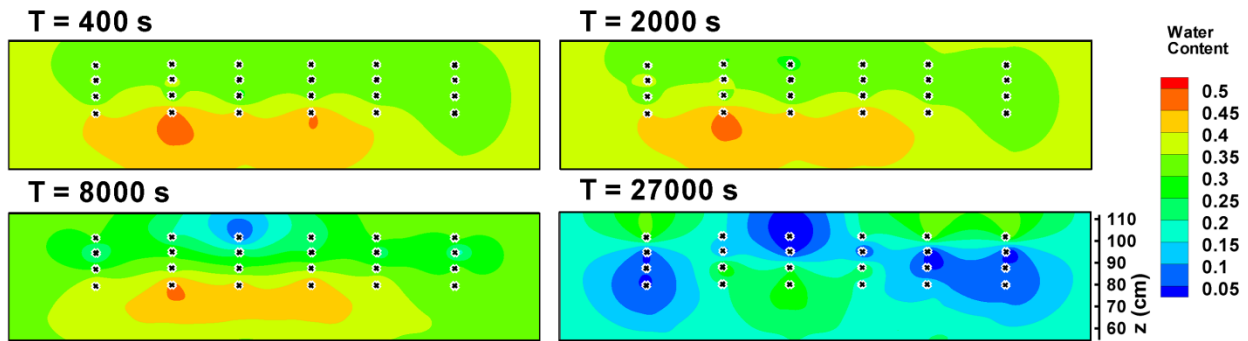 T = 400 s
T = 2000 s
Water
Content
0.5
0.45
0.4
0.35
0.3
0.25
0.2
0.15
0.1
0.05
T = 8000 s
T = 27000 s
110
100
90
80
70
60
z (cm)